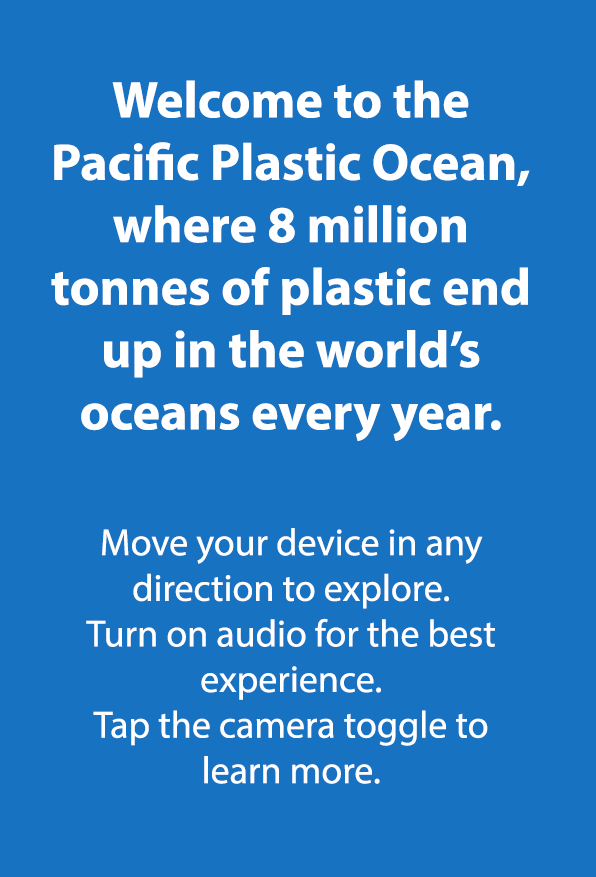 Welcome to the
Pacific Plastic Ocean,
where 8 million
tonnes of plastic end
up in the world’s
oceans every year.
Move your device in any
direction to explore.
Turn on audio for the best
experience.
Tap the camera toggle to
learn more.